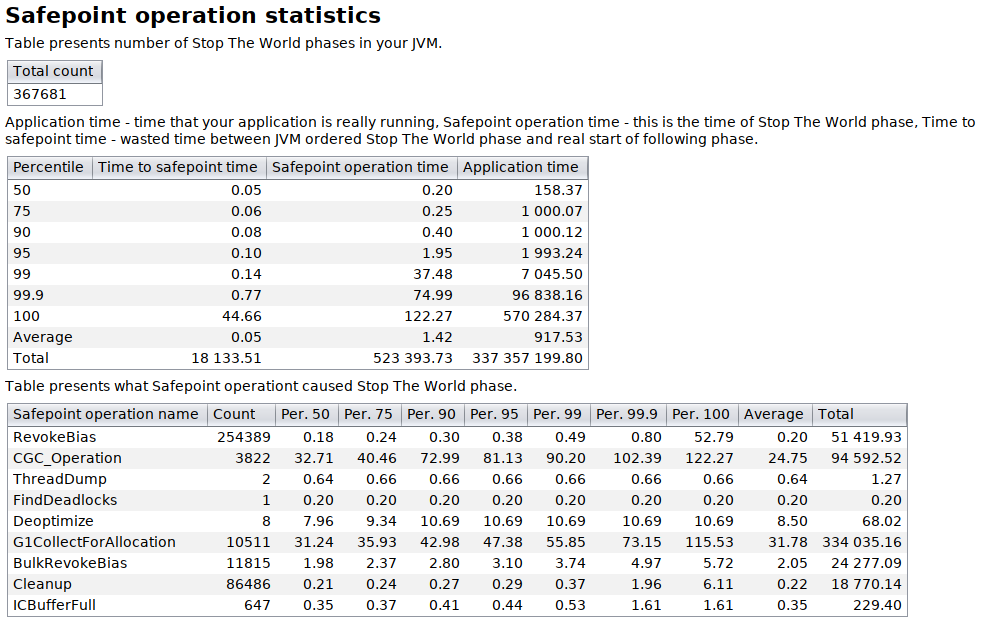 Safepoint operation statistics
Table presents number of Stop The World phases in your JVM.
Total count
367681
Application time - time that your application is really running, Safepoint operation time - this is the time of Stop The World phase, Time to
safepoint time - wasted time between JVM ordered Stop The World phase and real start of following phase.
Percentile Time to safepoint time Safepoint operation time Application time
50 0.05 0.20 158.37
75 0.06 0.25 1 000.07
90 0.08 0.40 1 000.12
95 0.10 1.95 1 993.24
99 0.14 37.48 7 045.50
99.9 0.77 74.99 96 838.16
100 44.66 122.27 570 284.37
Average 0.05 1.42 917.53
Total 18 133.51 523 393.73 337 357 199.80
Table presents what Safepoint operationt caused Stop The World phase.
Safepoint operation name Count Per. 50 Per. 75 Per. 90 Per. 95 Per. 99 Per. 99.9 Per. 100 Average Total
RevokeBias 254389 0.18 0.24 0.30 0.38 0.49 0.80 52.79 0.20 51 419.93
CGC_Operation 3822 32.71 40.46 72.99 81.13 90.20 102.39 122.27 24.75 94 592.52
ThreadDump 2 0.64 0.66 0.66 0.66 0.66 0.66 0.66 0.64 1.27
FindDeadlocks 1 0.20 0.20 0.20 0.20 0.20 0.20 0.20 0.20 0.20
Deoptimize 8 7.96 9.34 10.69 10.69 10.69 10.69 10.69 8.50 68.02
G1CollectForAllocation 10511 31.24 35.93 42.98 47.38 55.85 73.15 115.53 31.78 334 035.16
BulkRevokeBias 11815 1.98 2.37 2.80 3.10 3.74 4.97 5.72 2.05 24 277.09
Cleanup 86486 0.21 0.24 0.27 0.29 0.37 1.96 6.11 0.22 18 770.14
ICBufferFull 647 0.35 0.37 0.41 0.44 0.53 1.61 1.61 0.35 229.40